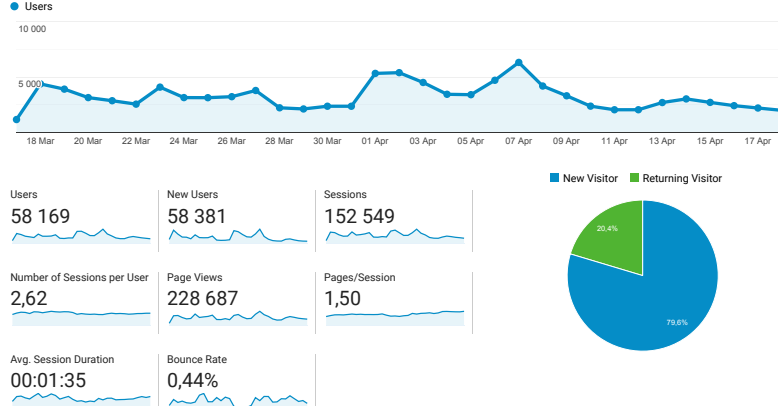 Users
10 000
5 000
18 Mar 20 Mar 22 Mar 24 Mar 26 Mar 28 Mar 30 Mar 01 Apr 03 Apr 05 Apr 07 Apr 09 Apr 11 Apr 13 Apr 15 Apr 17 Apr
New Visitor Returning Visitor
Users New Users Sessions
58 169 58 381 152 549
20,4%
Number of Sessions per User Page Views Pages/Session
2,62 228 687 1,50
79,6%
Avg. Session Duration Bounce Rate
00:01:35 0,44%